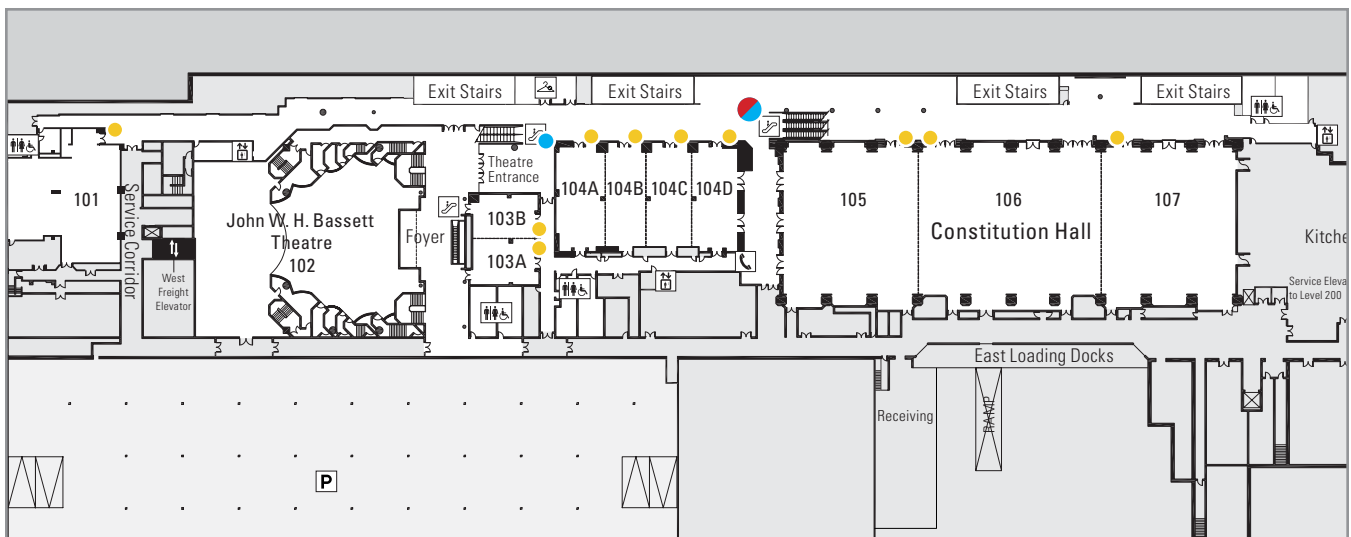 Exit Stairs
Exit Stairs
Exit Stairs
Exit Stairs
Theatre
Entrance
101
Service Corridor
West
Freight
Elevator
John W. H. Bassett
Theatre
102
Foyer
103B
103A
104A
104B
104C
104D
105
106
107
Constitution Hall
Kitche
Service Eleva
to Level 200
East Loading Docks
Receiving
RAMP
P